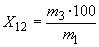 X₁₂ = m₃·100 / m₁